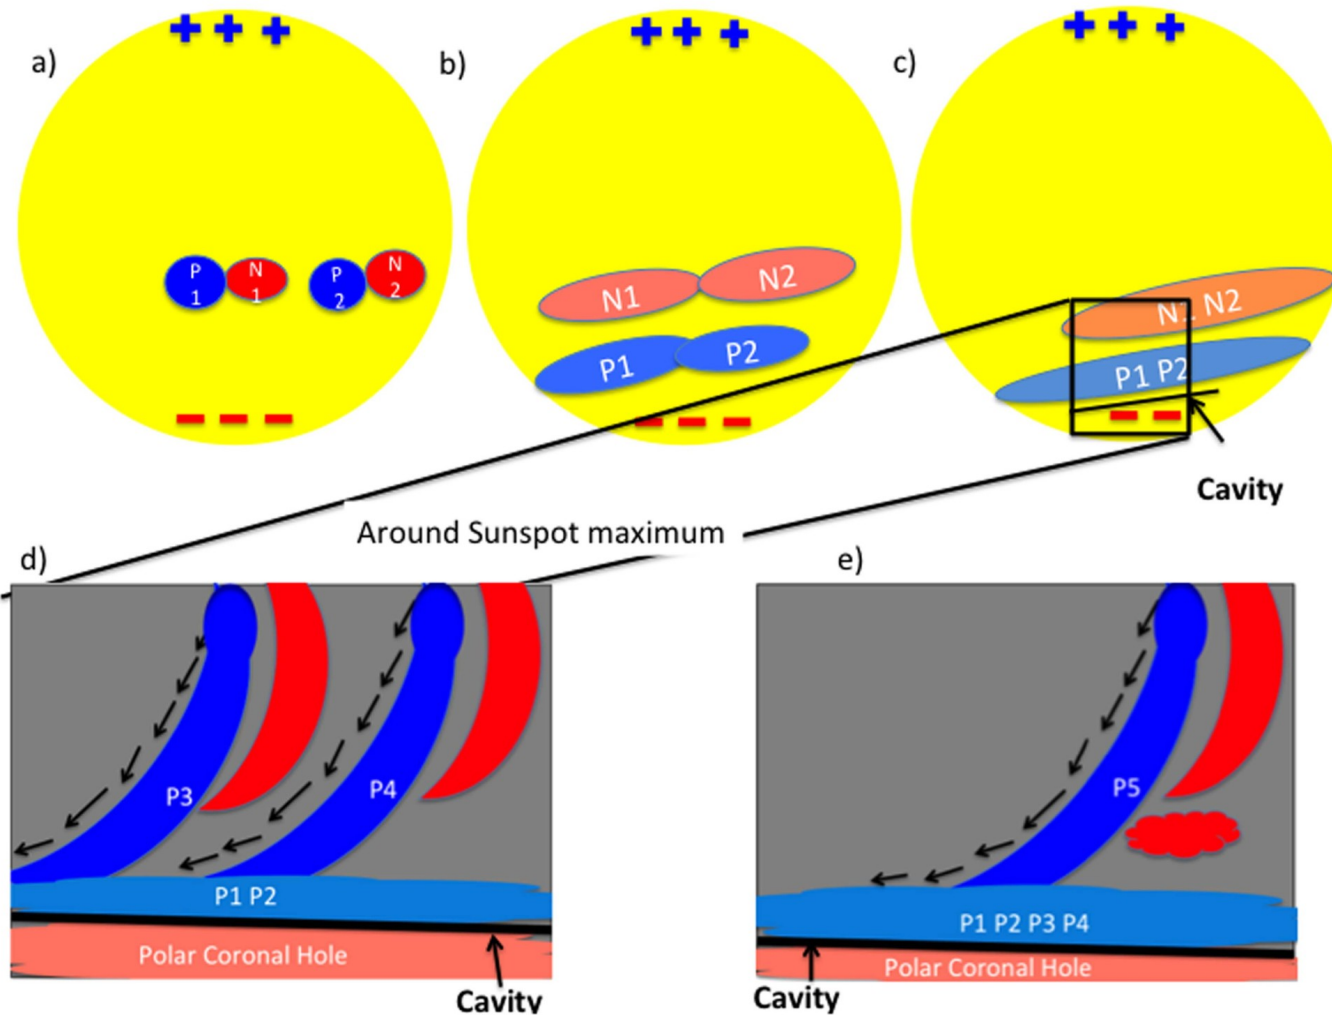 a)
b)
c)
P
1
N
1
P
2
N
2
N1
N2
P1
P2
N1 N2
P1 P2
Cavity
Around Sunspot maximum
d)
e)
P3
P4
P1 P2
Polar Coronal Hole
Cavity
P5
P1 P2 P3 P4
Polar Coronal Hole
Cavity